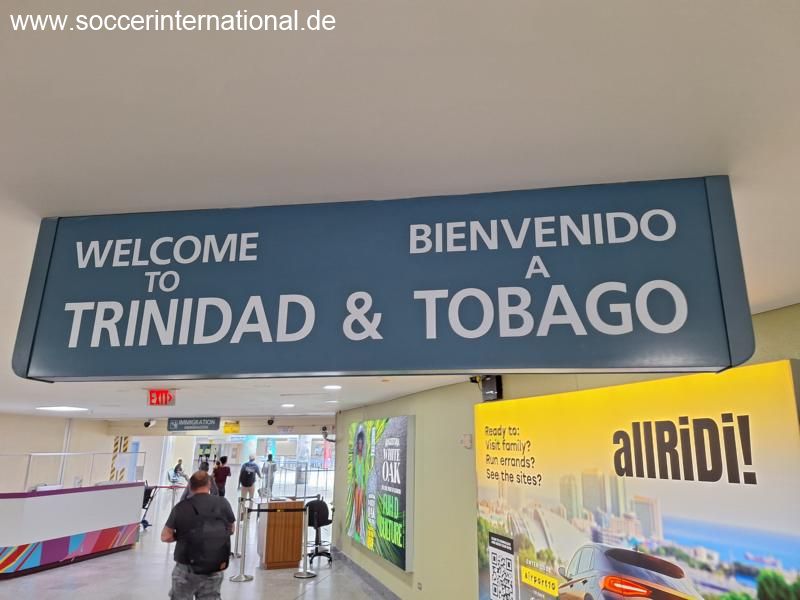 www.soccerinternational.de
WELCOME
TO
BIENVENIDO
A
TRINIDAD & TOBAGO
EXIT
IMMIGRATION
Ready to:
Visit family?
Run errands?
See the sites?
allRiDi!
WHITE
OAK